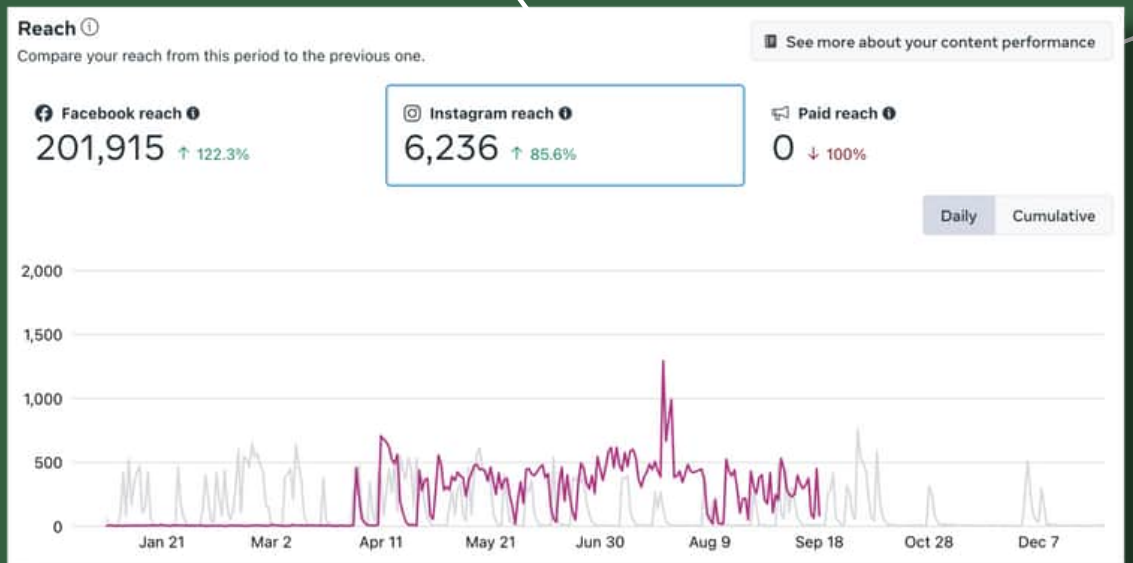 Reach
See more about your content performance
Compare your reach from this period to the previous one.
Facebook reach
201,915 ↑ 122.3%
Instagram reach
6,236 ↑ 85.6%
Paid reach
0 ↓ 100%
Daily Cumulative
2,000
1,500
1,000
500
0
Jan 21 Mar 2 Apr 11 May 21 Jun 30 Aug 9 Sep 18 Oct 28 Dec 7